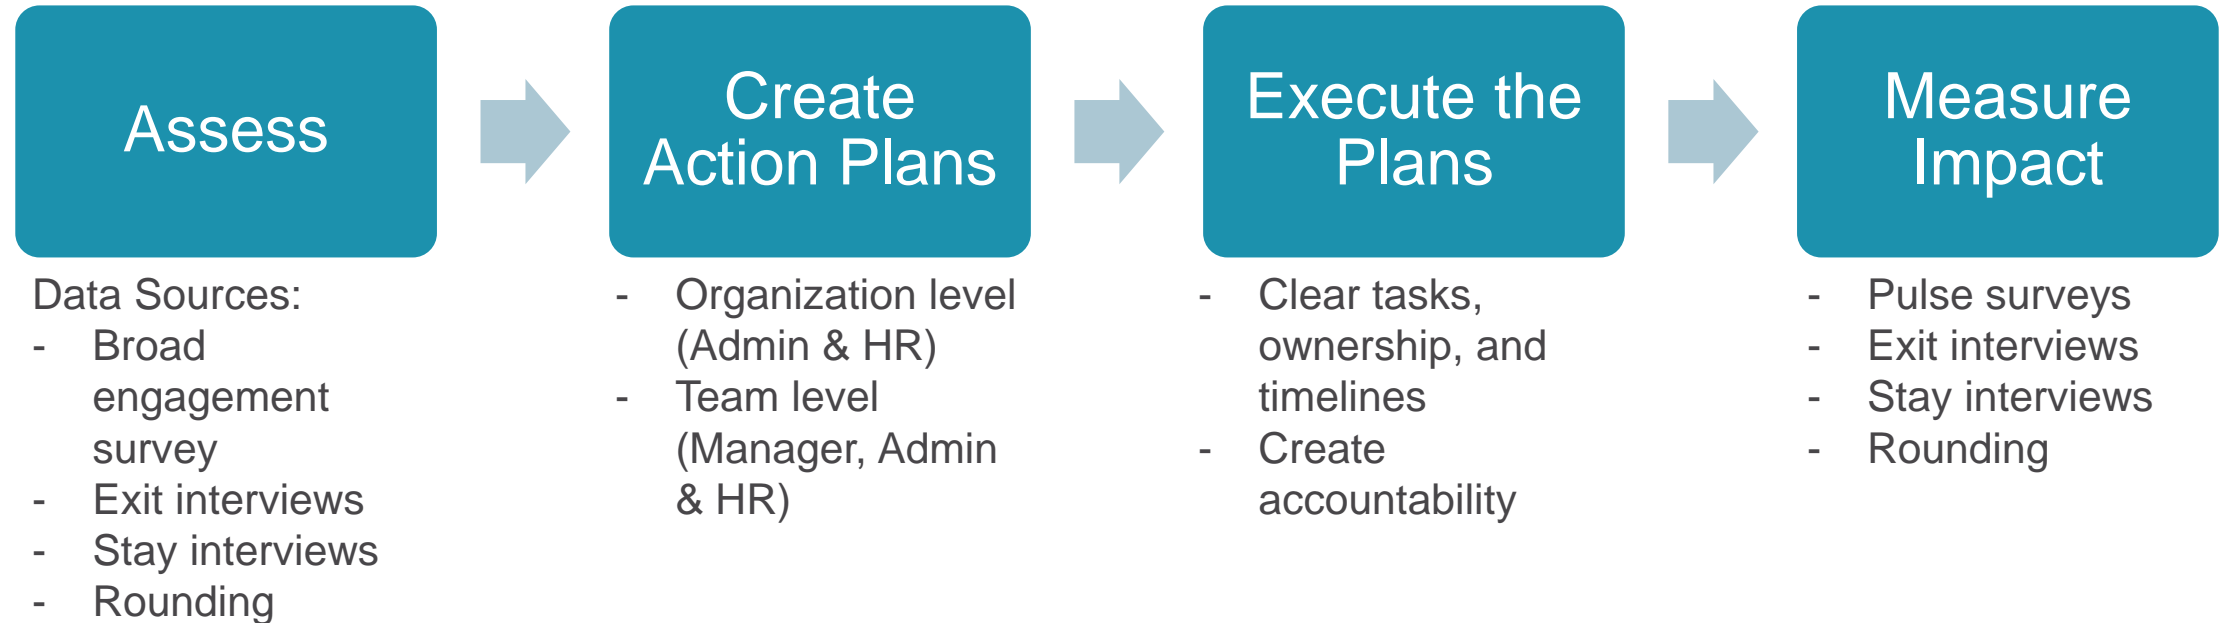 Assess
Data Sources:
- Broad
engagement
survey
- Exit interviews
- Stay interviews
- Rounding
Create
Action Plans
- Organization level
(Admin & HR)
- Team level
(Manager, Admin
& HR)
Execute the
Plans
- Clear tasks,
ownership, and
timelines
- Create
accountability
Measure
Impact
- Pulse surveys
- Exit interviews
- Stay interviews
- Rounding